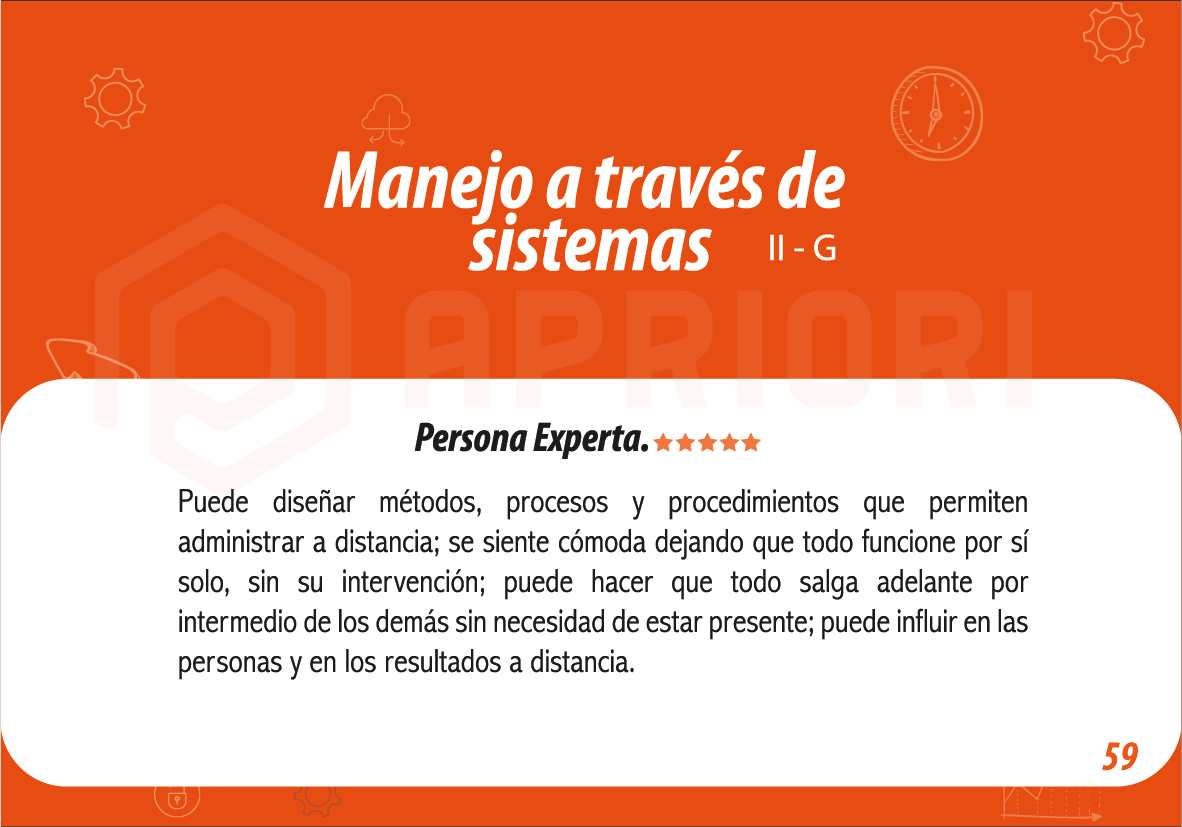 Manejo a través de
sistemas II - G
APRIORI
Persona Experta.
Puede diseñar métodos, procesos y procedimientos que permiten
administrar a distancia; se siente cómoda dejando que todo funcione por sí
solo, sin su intervención; puede hacer que todo salga adelante por
intermedio de los demás sin necesidad de estar presente; puede influir en las
personas y en los resultados a distancia.
59